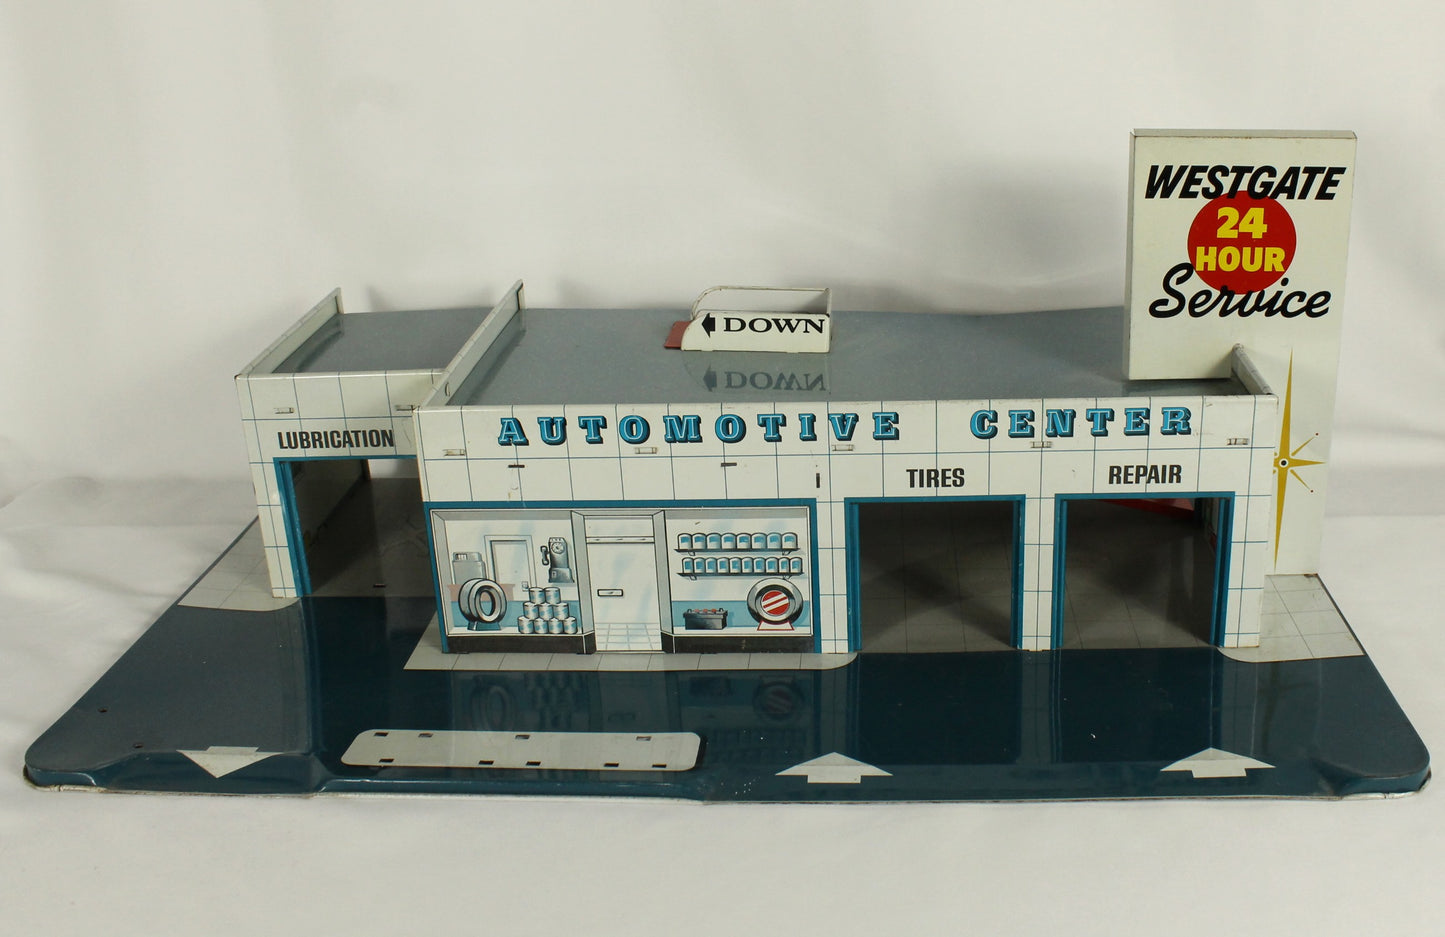 WESTGATE
24
HOUR
Service
DOWN
AUTOMOTIVE CENTER
LUBRICATION
TIRES
REPAIR